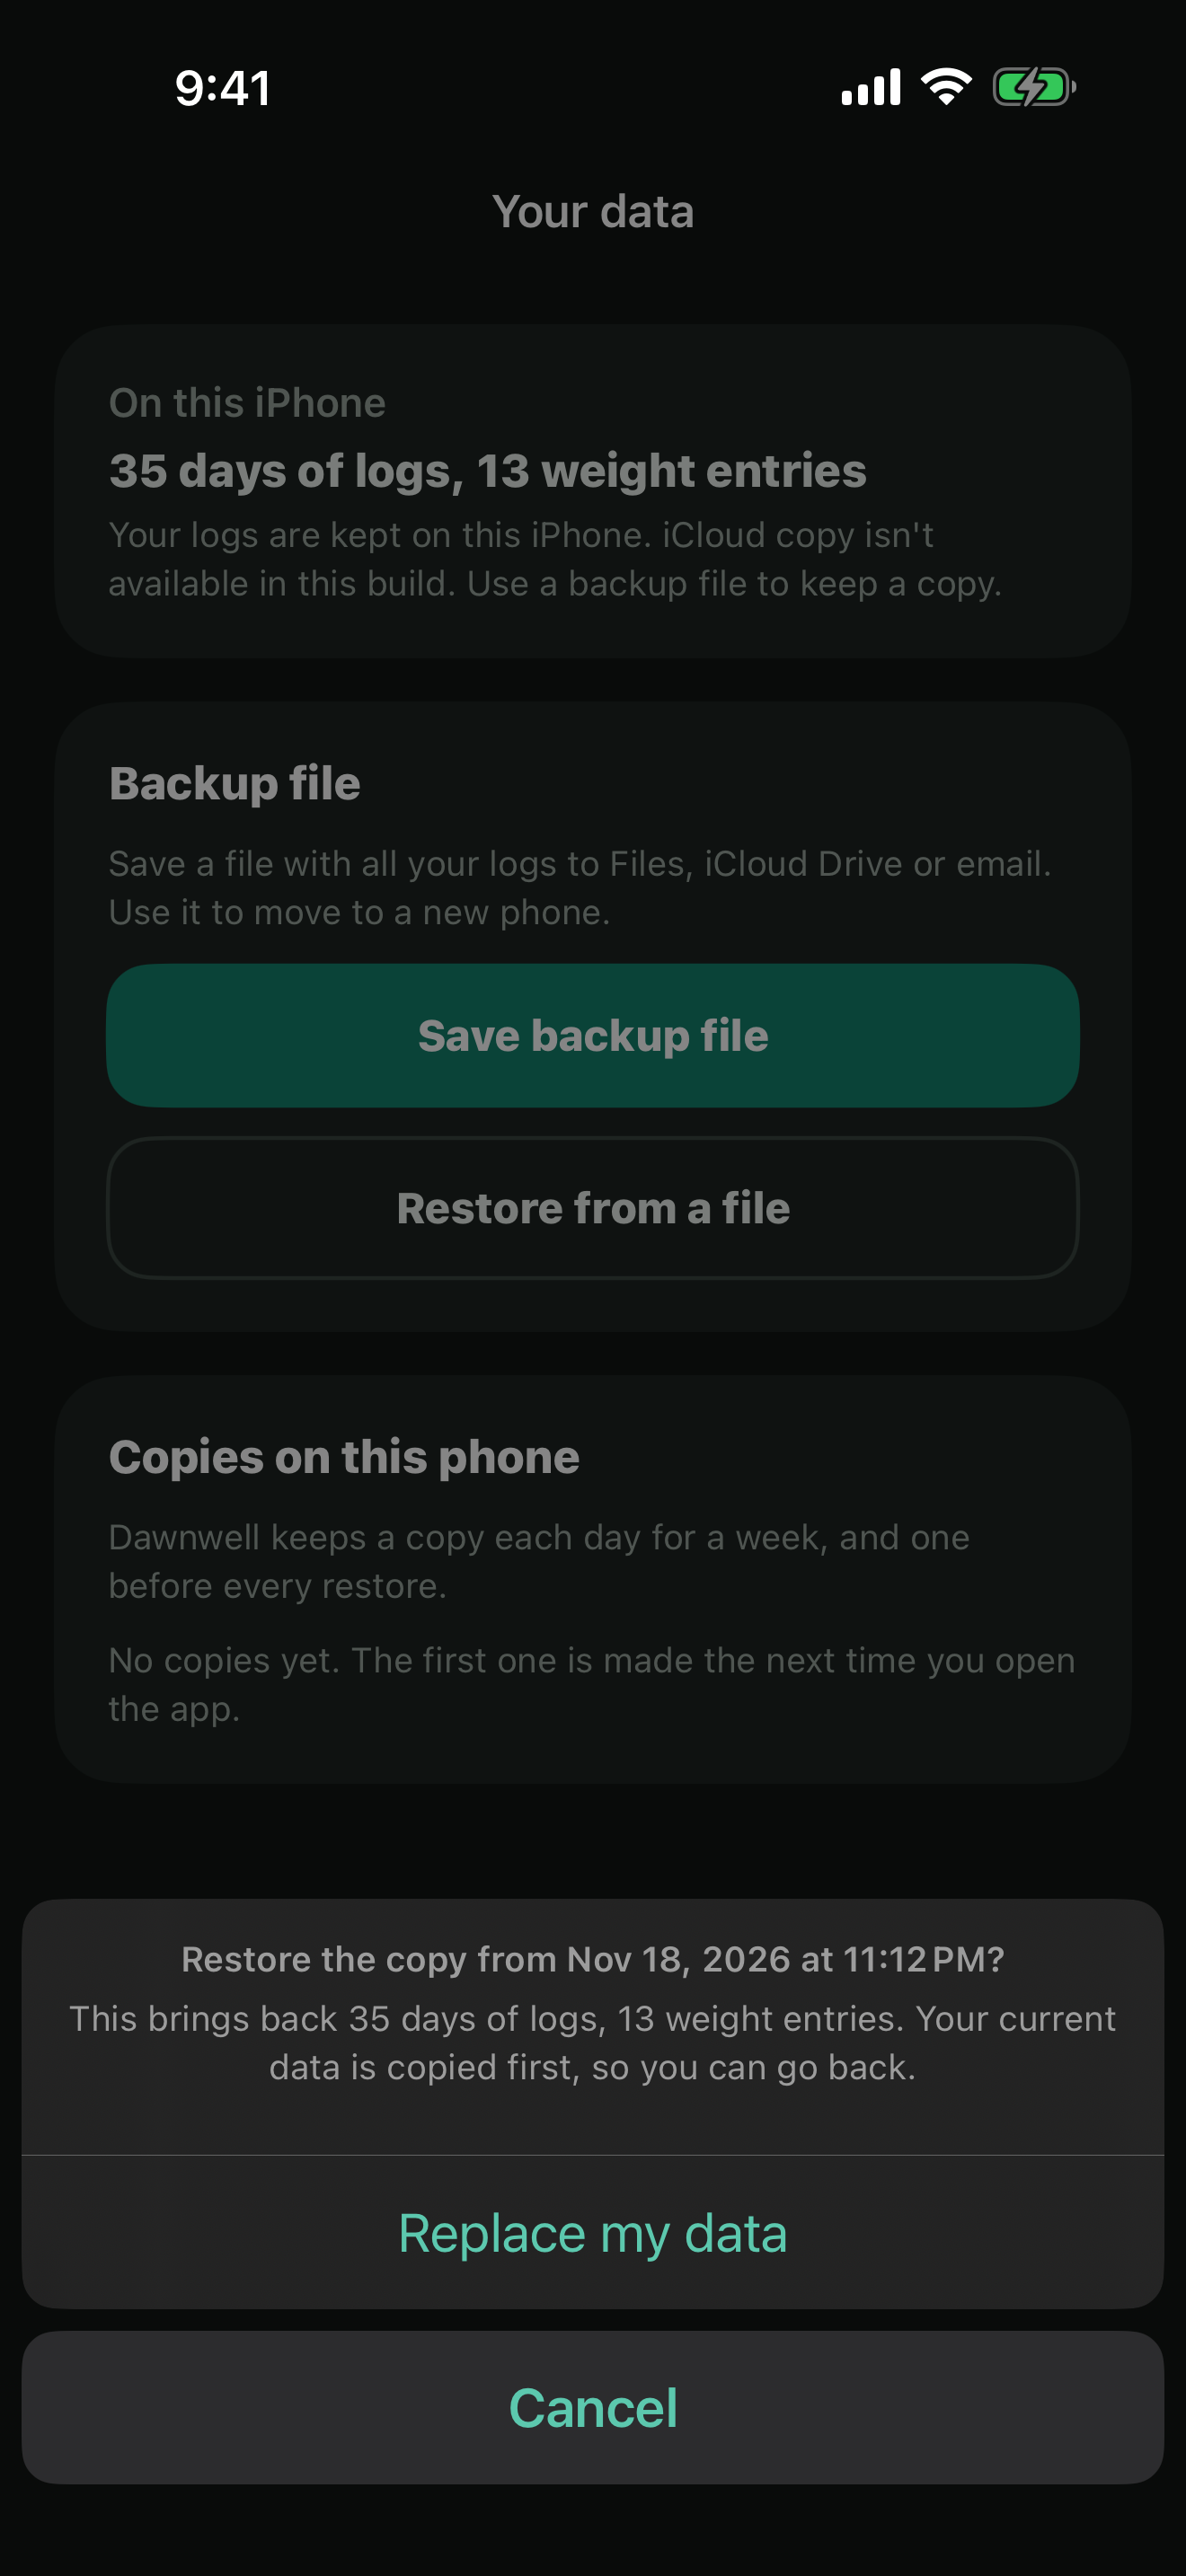 9:41
Your data
On this iPhone
35 days of logs, 13 weight entries
Your logs are kept on this iPhone. iCloud copy isn't
available in this build. Use a backup file to keep a copy.
Backup file
Save a file with all your logs to Files, iCloud Drive or email.
Use it to move to a new phone.
Save backup file
Restore from a file
Copies on this phone
Dawnwell keeps a copy each day for a week, and one
before every restore.
No copies yet. The first one is made the next time you open
the app.
Restore the copy from Nov 18, 2026 at 11:12 PM?
This brings back 35 days of logs, 13 weight entries. Your current
data is copied first, so you can go back.
Replace my data
Cancel